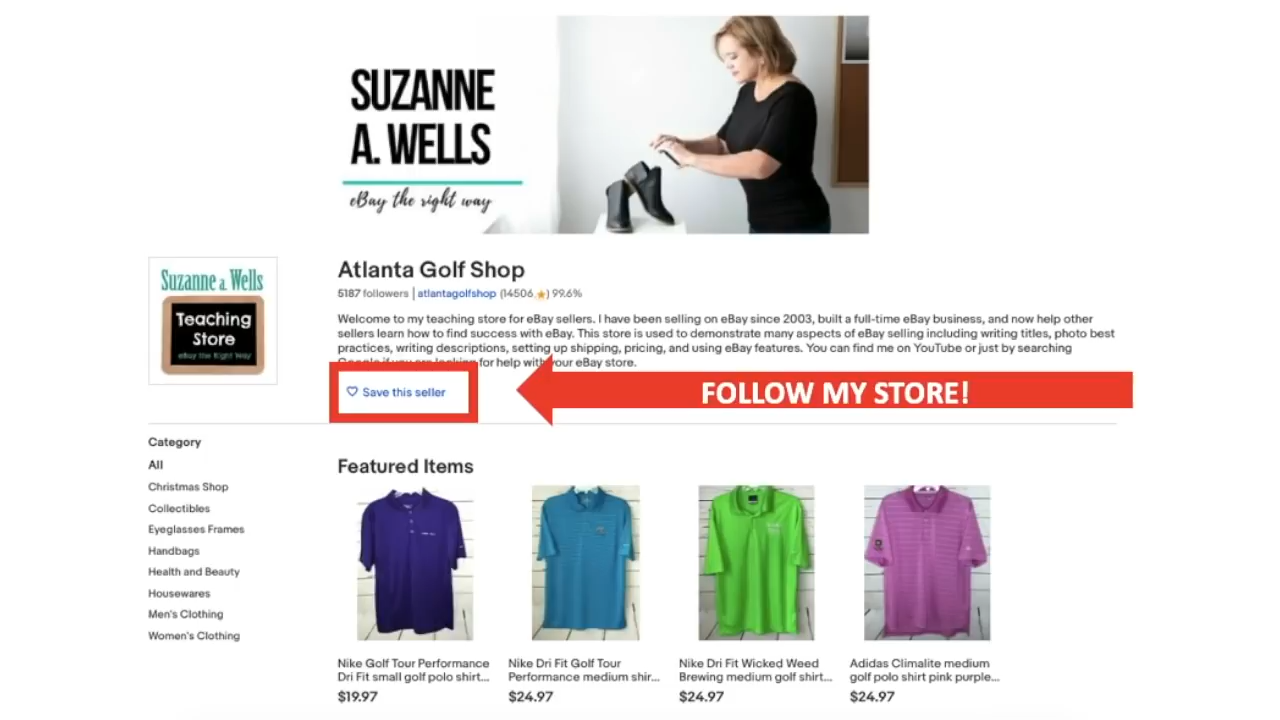 SUZANNE
A. WELLS
eBay the right way
Suzanne a. Wells
Teaching
Store
eBay the Right Way
Atlanta Golf Shop
5187 followers | atlantagolfshop (14506 ) 99.6%
Welcome to my teaching store for eBay sellers. I have been selling on eBay since 2003, built a full-time eBay business, and now help other
sellers learn how to find success with eBay. This store is used to demonstrate many aspects of eBay selling including writing titles, photo best
practices, writing descriptions, setting up shipping, pricing, and using eBay features. You can find me on YouTube or just by searching
Google if you are looking for help with your eBay store.
Save this seller
FOLLOW MY STORE!
Category
All
Christmas Shop
Collectibles
Eyeglasses Frames
Handbags
Health and Beauty
Housewares
Men's Clothing
Women's Clothing
Featured Items
Nike Golf Tour Performance
Dri Fit small golf polo shirt...
$19.97
Nike Dri Fit Golf Tour
Performance medium shir...
$24.97
Nike Dri Fit Wicked Weed
Brewing medium golf shirt...
$24.97
Adidas Climalite medium
golf polo shirt pink purple...
$24.97